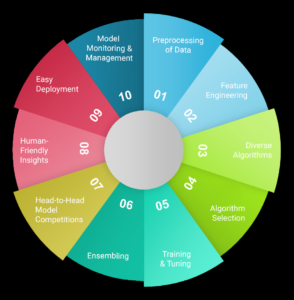 Preprocessing
of Data
01
Feature
Engineering
02
Diverse
Algorithms
03
Algorithm
Selection
04
Training
& Tuning
05
Ensembling
06
Head-to-Head
Model
Competitions
07
Human-
Friendly
Insights
08
Easy
Deployment
09
Model
Monitoring &
Management
10